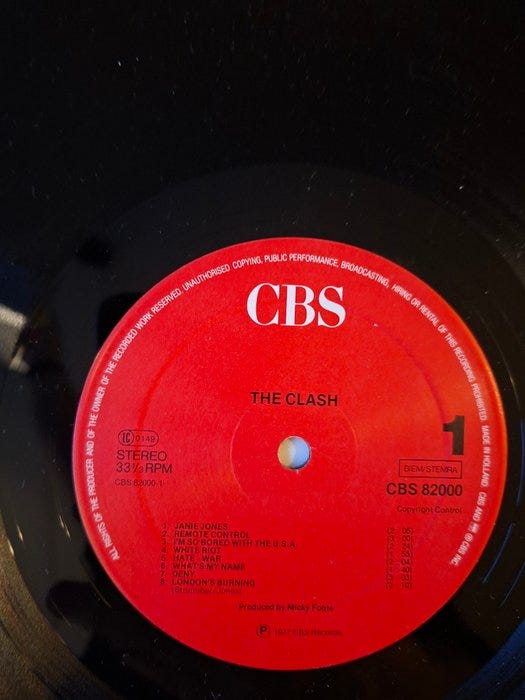 ALL RIGHTS OF THE PRODUCER AND OF THE OWNER OF THE RECORDED WORK RESERVED. UNAUTHORISED COPYING, PUBLIC PERFORMANCE, BROADCASTING, HIRING OR RENTAL OF THIS RECORDING PROHIBITED. MADE IN HOLLAND.
CBS
THE CLASH
LC 0149
STEREO
33⅓ RPM
CBS 82000-1-
1
BIEM/STEMRA
CBS 82000
Copyright Control
1. JANIE JONES
2. REMOTE CONTROL
3. I'M SO BORED WITH THE U.S.A.
4. WHITE RIOT
5. HATE WAR
6. WHAT'S MY NAME
7. DENY
8. LONDON'S BURNING
Produced by Micky Foote
Ⓟ 1977 CBS Records